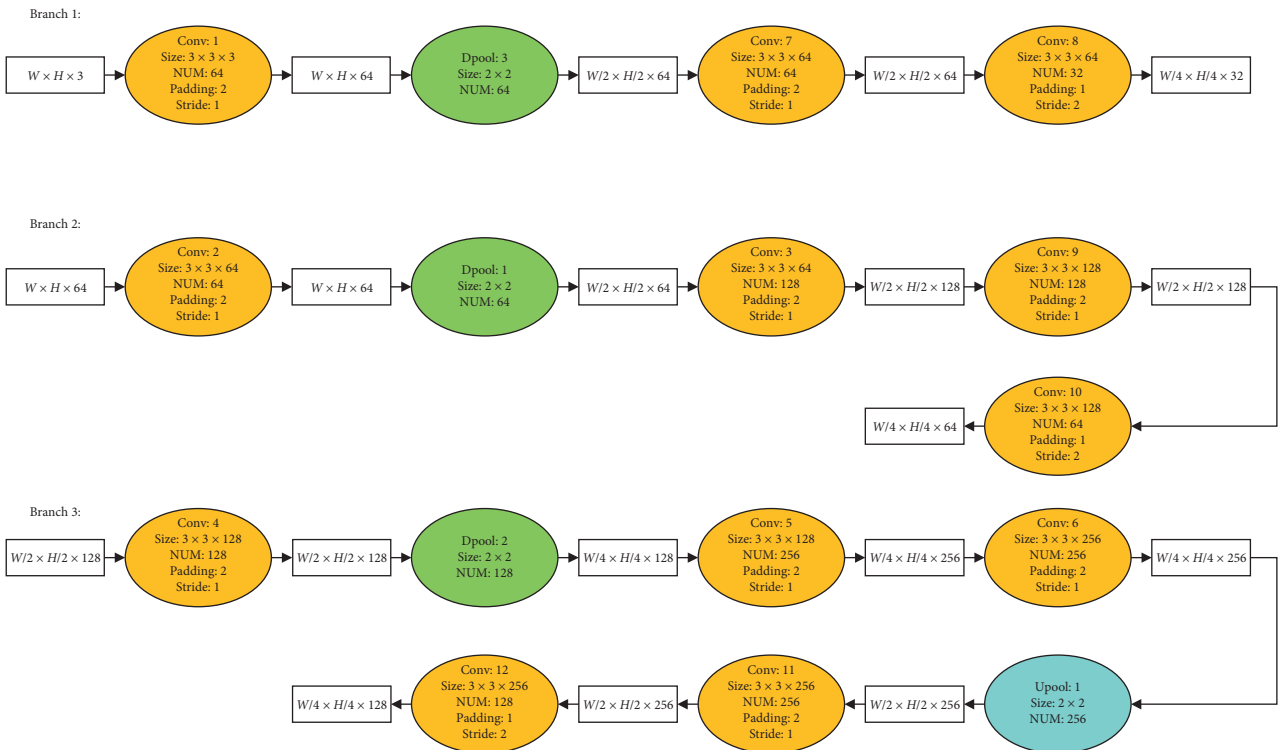 Branch 1:
W × H × 3
Conv: 1
Size: 3 × 3 × 3
NUM: 64
Padding: 2
Stride: 1
W × H × 64
Dpool: 3
Size: 2 × 2
NUM: 64
W/2 × H/2 × 64
Conv: 7
Size: 3 × 3 × 64
NUM: 64
Padding: 2
Stride: 1
W/2 × H/2 × 64
Conv: 8
Size: 3 × 3 × 64
NUM: 32
Padding: 1
Stride: 2
W/4 × H/4 × 32
Branch 2:
W × H × 64
Conv: 2
Size: 3 × 3 × 64
NUM: 64
Padding: 2
Stride: 1
W × H × 64
Dpool: 1
Size: 2 × 2
NUM: 64
W/2 × H/2 × 64
Conv: 3
Size: 3 × 3 × 64
NUM: 128
Padding: 2
Stride: 1
W/2 × H/2 × 128
Conv: 9
Size: 3 × 3 × 128
NUM: 128
Padding: 2
Stride: 1
W/2 × H/2 × 128
Conv: 10
Size: 3 × 3 × 128
NUM: 64
Padding: 1
Stride: 2
W/4 × H/4 × 64
Branch 3:
W/2 × H/2 × 128
Conv: 4
Size: 3 × 3 × 128
NUM: 128
Padding: 2
Stride: 1
W/2 × H/2 × 128
Dpool: 2
Size: 2 × 2
NUM: 128
W/4 × H/4 × 128
Conv: 5
Size: 3 × 3 × 128
NUM: 256
Padding: 2
Stride: 1
W/4 × H/4 × 256
Conv: 6
Size: 3 × 3 × 256
NUM: 256
Padding: 2
Stride: 1
W/4 × H/4 × 256
Upool: 1
Size: 2 × 2
NUM: 256
W/2 × H/2 × 256
Conv: 11
Size: 3 × 3 × 256
NUM: 256
Padding: 2
Stride: 1
W/2 × H/2 × 256
Conv: 12
Size: 3 × 3 × 256
NUM: 128
Padding: 1
Stride: 2
W/4 × H/4 × 128